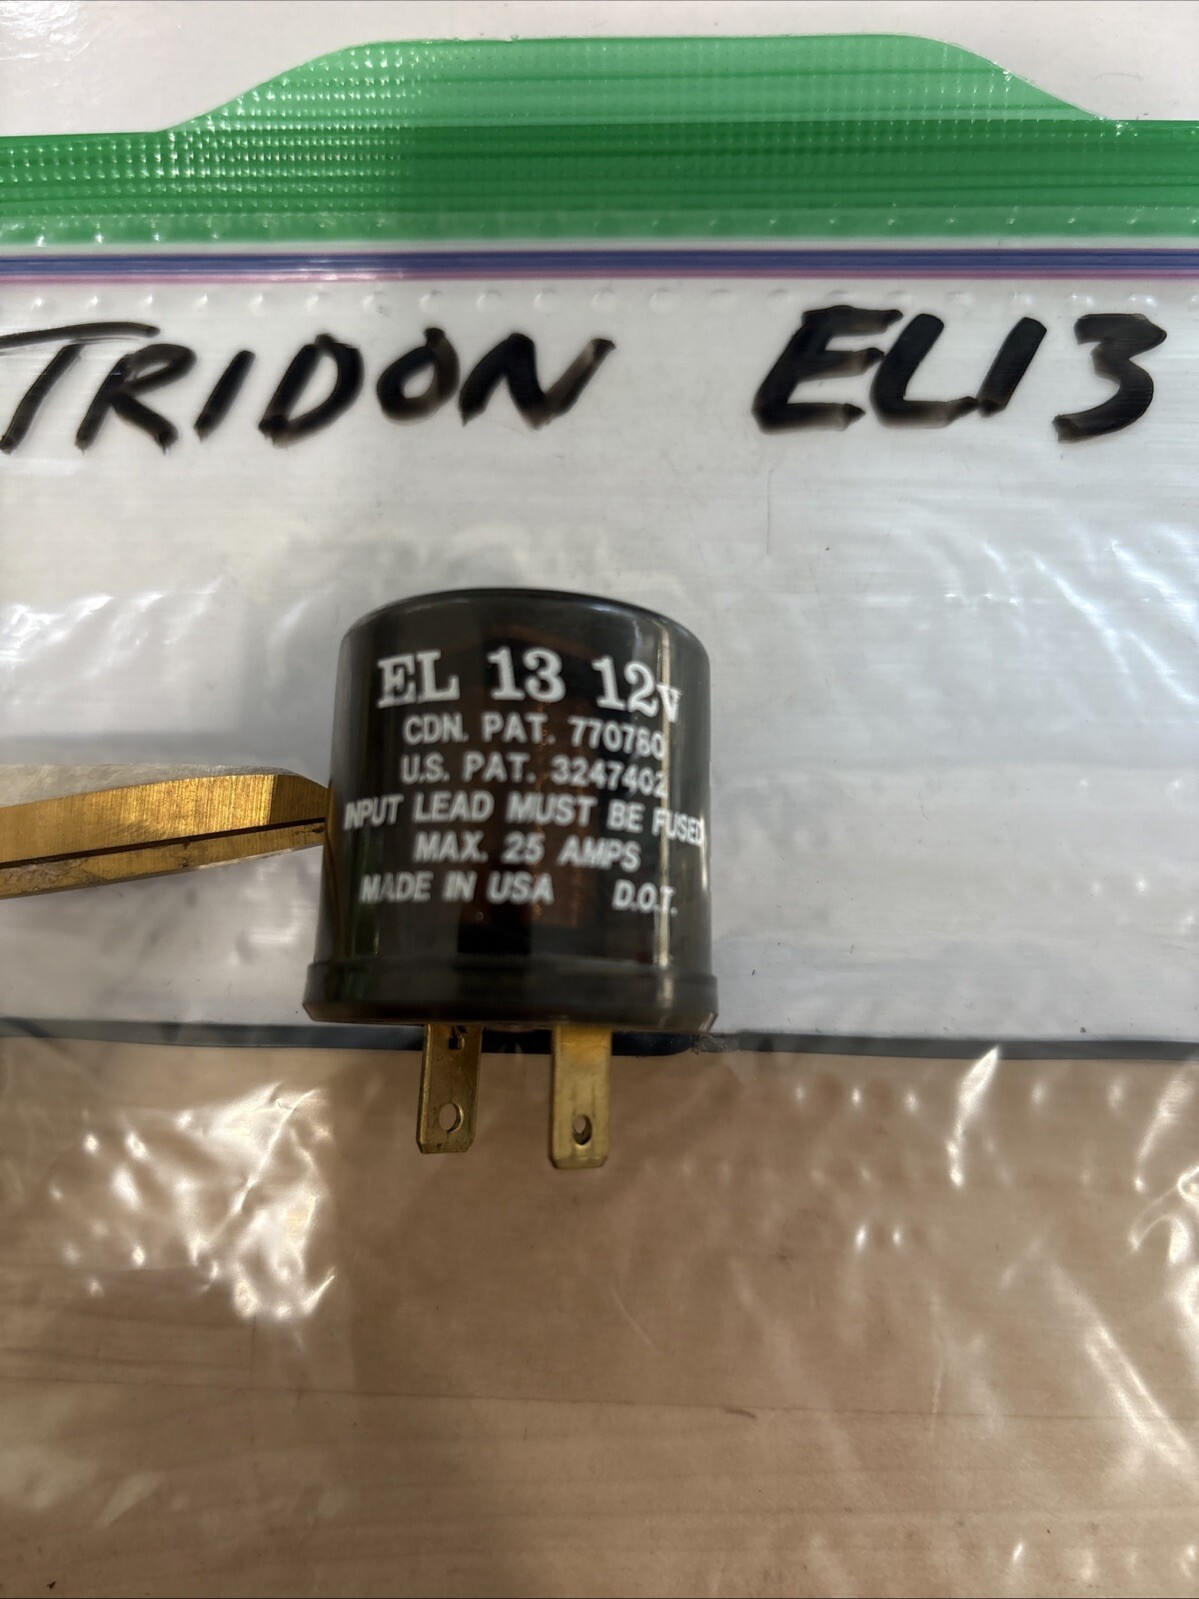 TRIDON EL13
EL 13 12v
CDN. PAT. 770760
U.S. PAT. 3247402
INPUT LEAD MUST BE FUSED
MAX. 25 AMPS
MADE IN USA D.O.T.